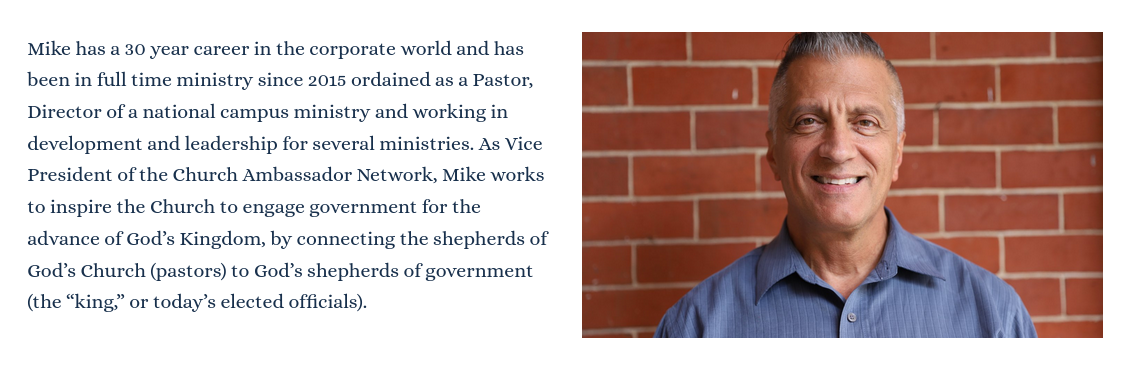 Mike has a 30 year career in the corporate world and has
been in full time ministry since 2015 ordained as a Pastor,
Director of a national campus ministry and working in
development and leadership for several ministries. As Vice
President of the Church Ambassador Network, Mike works
to inspire the Church to engage government for the
advance of God’s Kingdom, by connecting the shepherds of
God’s Church (pastors) to God’s shepherds of government
(the “king,” or today’s elected officials).